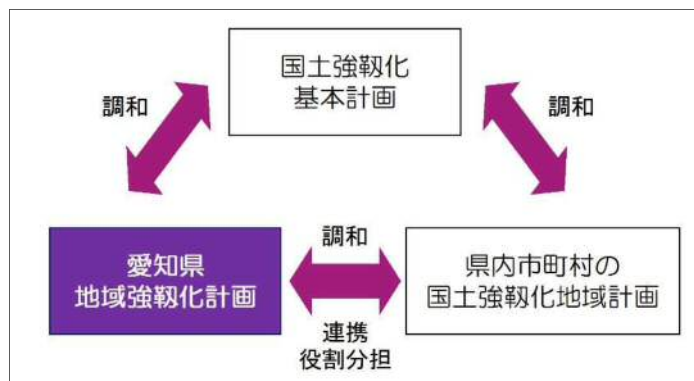 国土強靱化
基本計画
調和
調和
愛知県
地域強靱化計画
調和
連携
役割分担
県内市町村の
国土強靱化地域計画